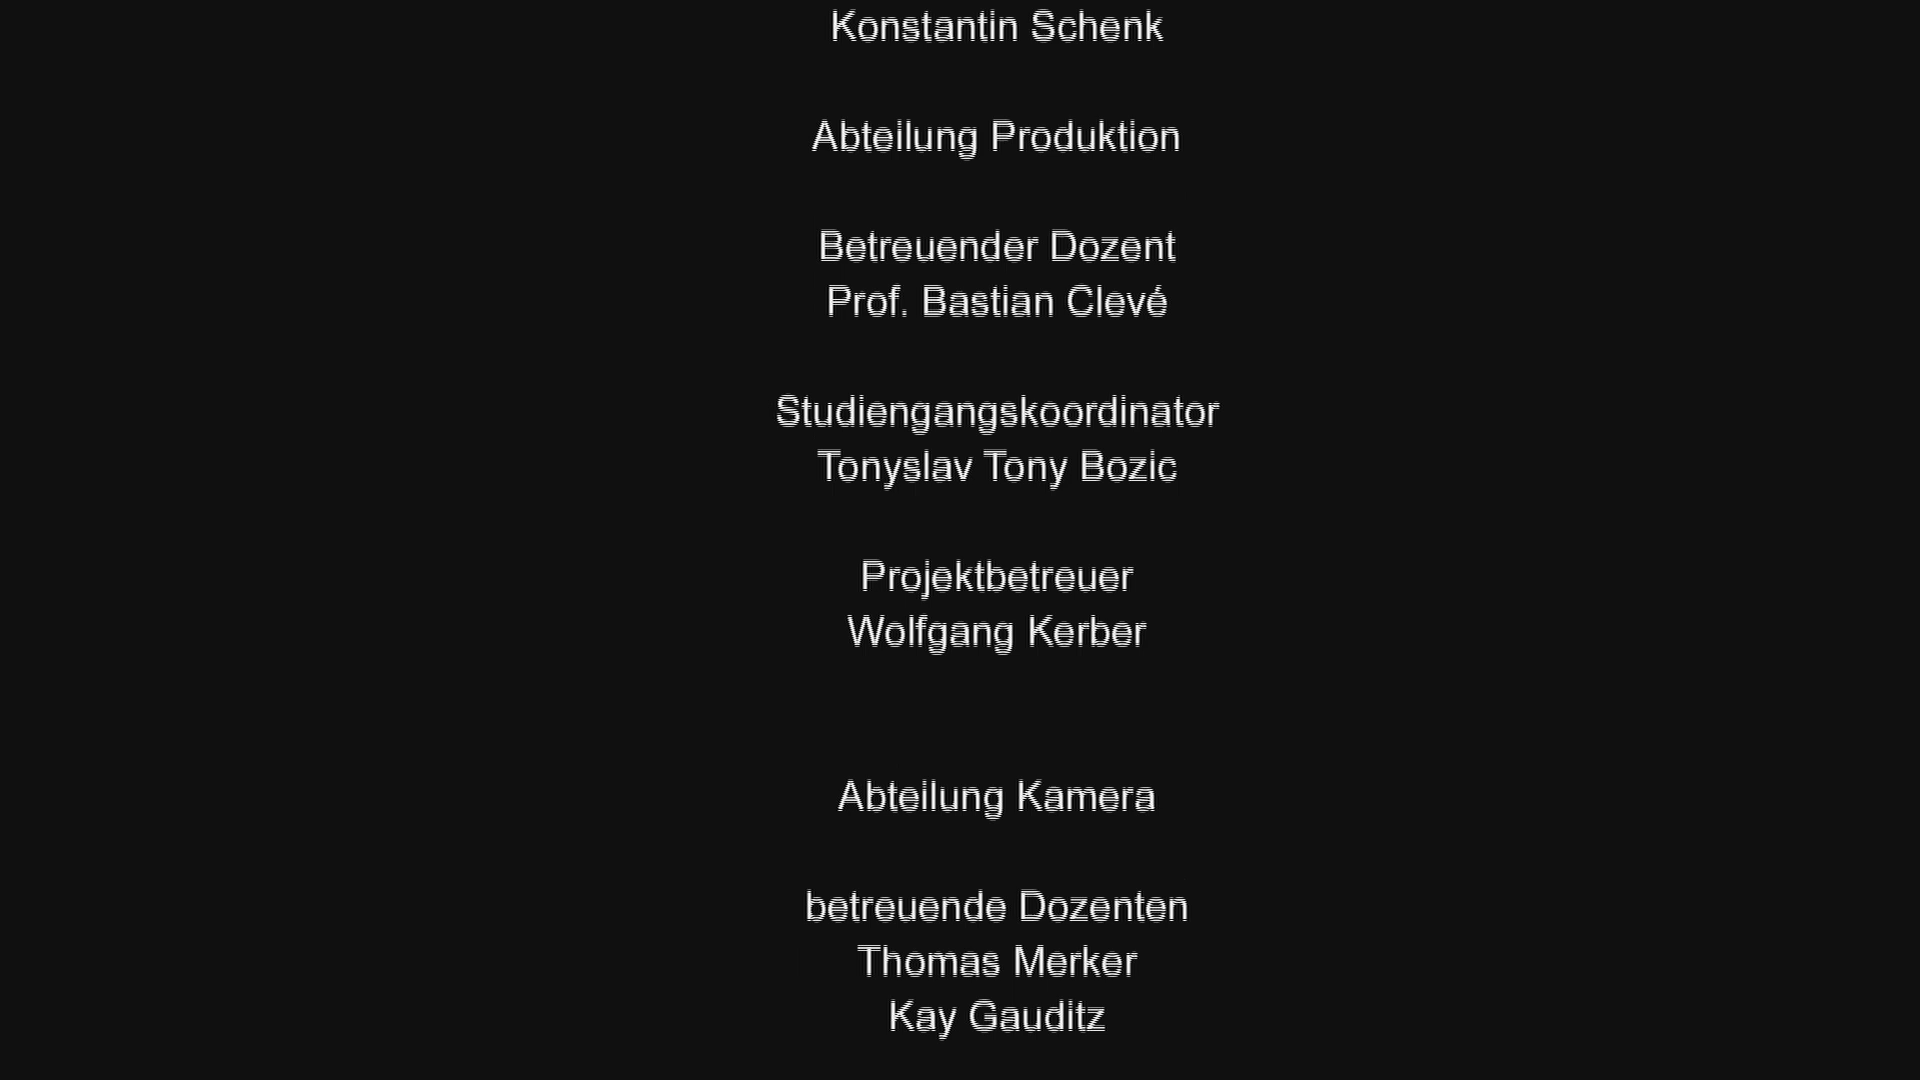 Konstantin Schenk
Abteilung Produktion
Betreuender Dozent
Prof. Bastian Clevé
Studiengangskoordinator
Tonyslav Tony Bozic
Projektbetreuer
Wolfgang Kerber
Abteilung Kamera
betreuende Dozenten
Thomas Merker
Kay Gauditz